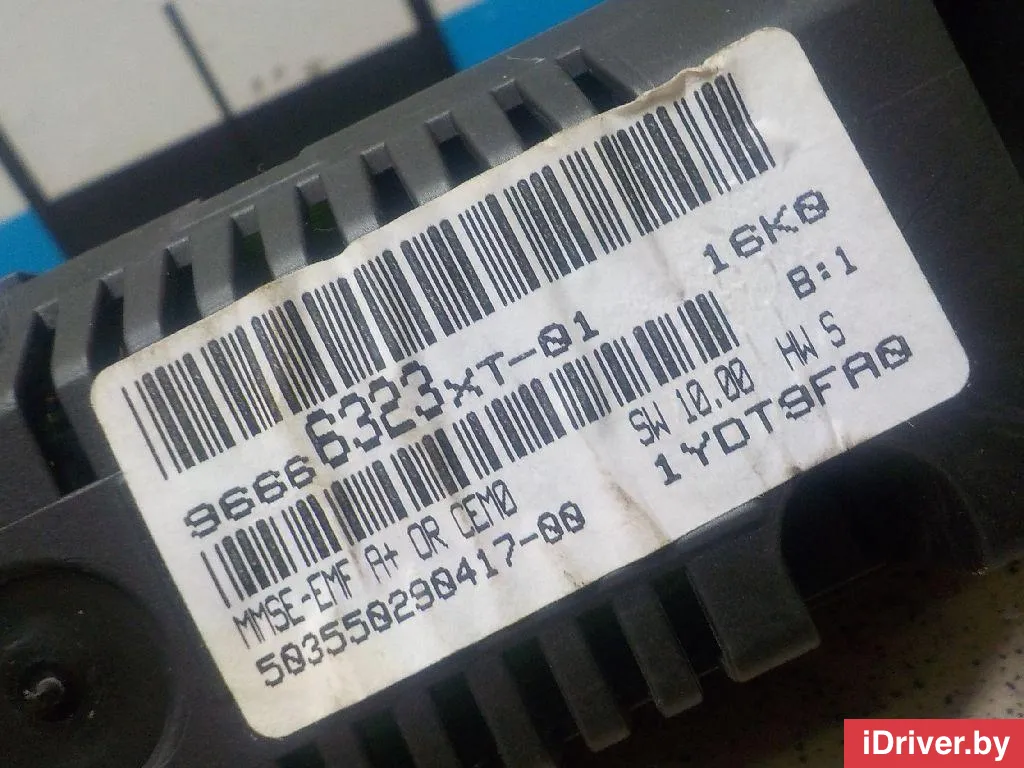 96666323XT-01 16K0
B:1
MMSE-EMF A+ OR CEM0 SW 10.00 HW S
503550290417-00 1YDT9FA0
iDriver.by